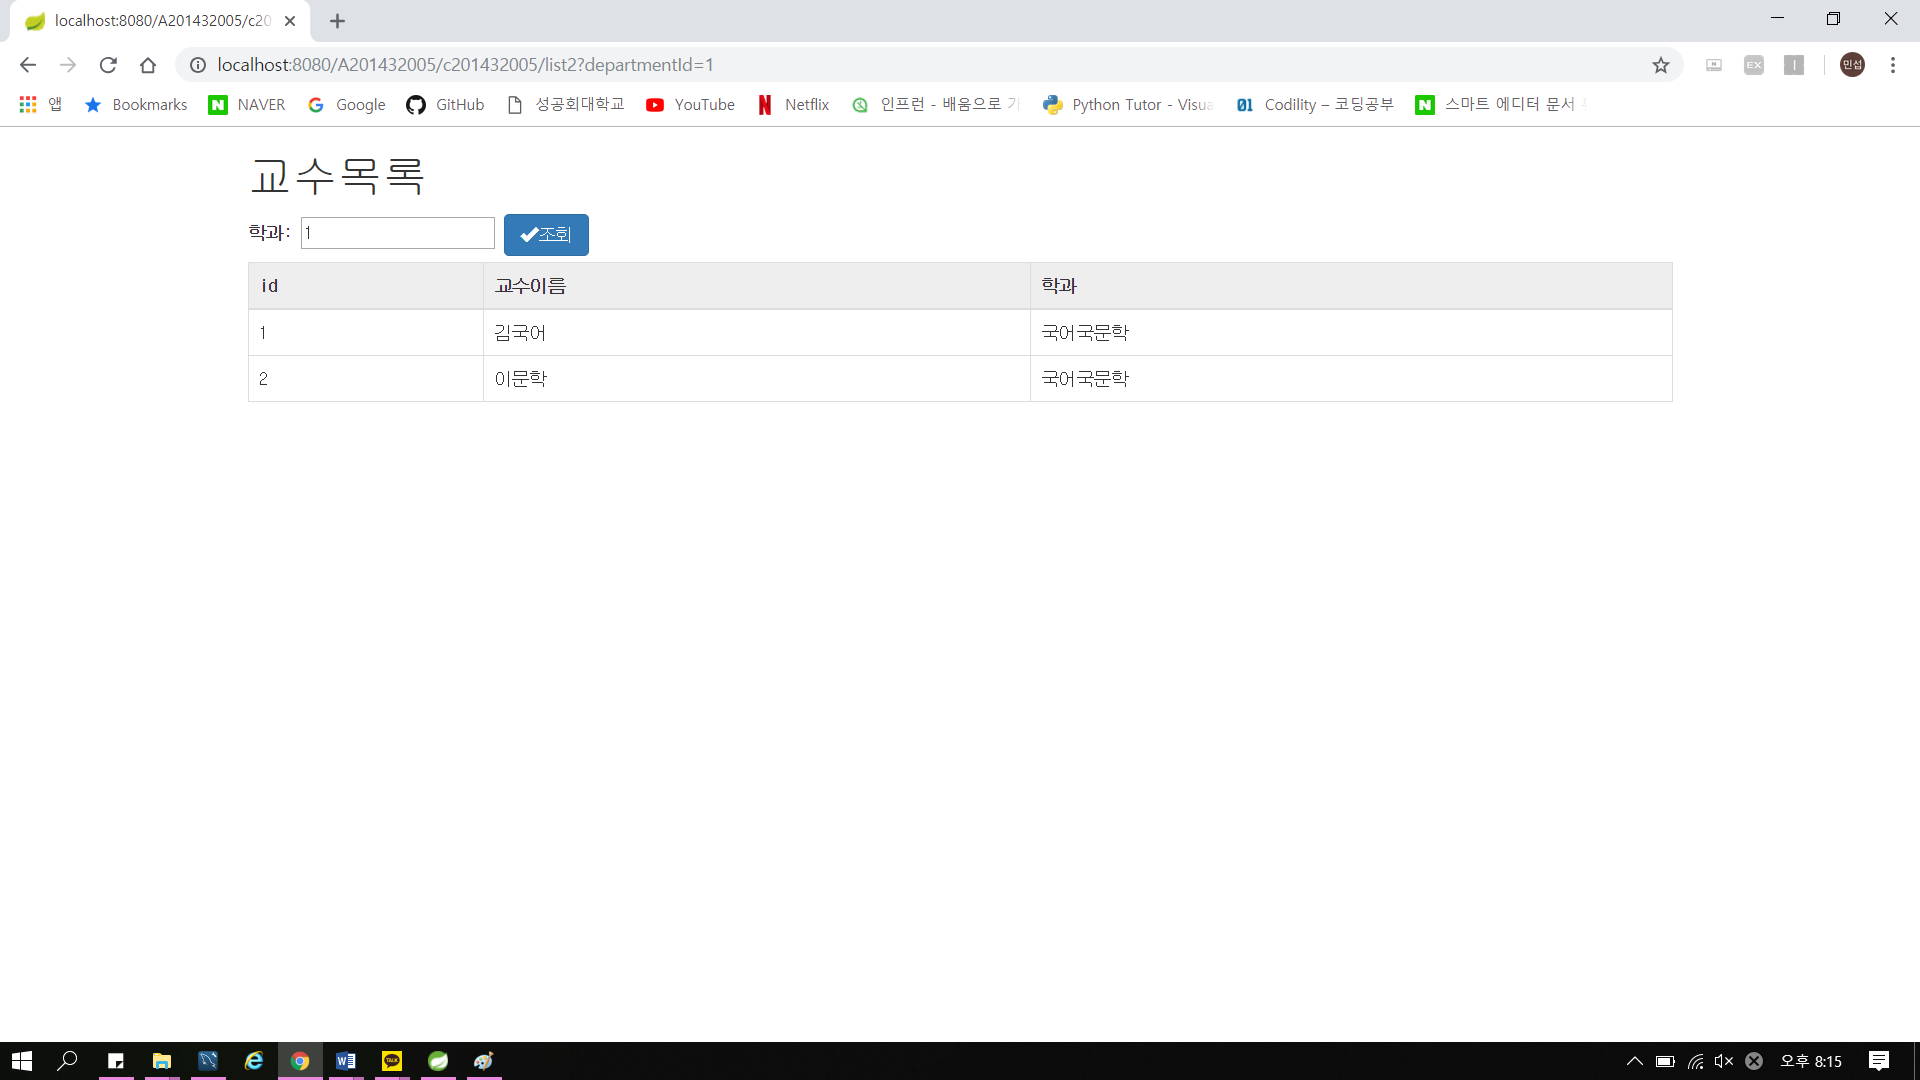 localhost:8080/A201432005/c20
localhost:8080/A201432005/c201432005/list2?departmentId=1
EX
민섭
앱 Bookmarks NAVER Google GitHub 성공회대학교 YouTube Netflix 인프런 - 배움으로 Python Tutor - Visua Codility – 코딩공부 스마트 에디터 문서
교수목록
학과: 1 조회
id 교수이름 학과
1 김국어 국어국문학
2 이문학 국어국문학
TALK
오후 8:15